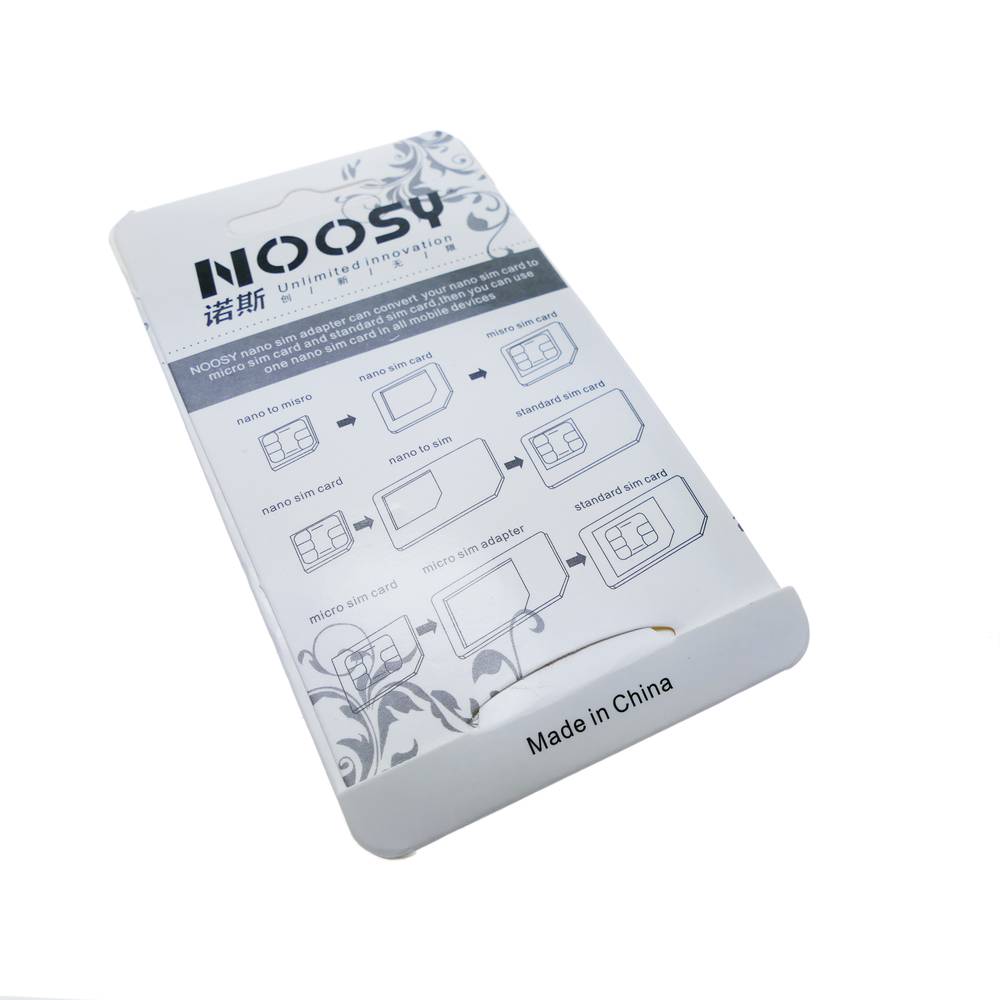 NOOSY
诺斯
Unlimited innovation
创 | 新 | 无 | 限
NOOSY nano sim adapter can convert your nano sim card to
micro sim card and standard sim card.then you can use
one nano sim card in all mobile devices
nano to misro
nano sim card
micro sim card
nano sim card
nano to sim
standard sim card
micro sim card
micro sim adapter
standard sim card
Made in China